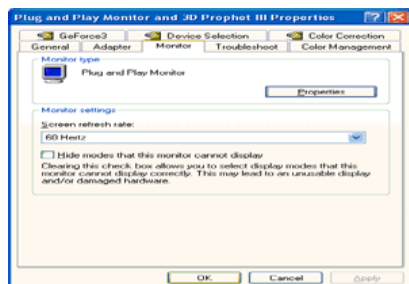 Plug and Play Monitor and 3D Prophet III Properties
GeForce3 Device Selection Color Correction
General Adapter Monitor Troubleshoot Color Management
Monitor type
Plug and Play Monitor
Properties
Monitor settings
Screen refresh rate:
60 Hertz
Hide modes that this monitor cannot display
Clearing this check box allows you to select display modes that this
monitor cannot display correctly. This may lead to an unusable display
and/or damaged hardware.
OK Cancel Apply